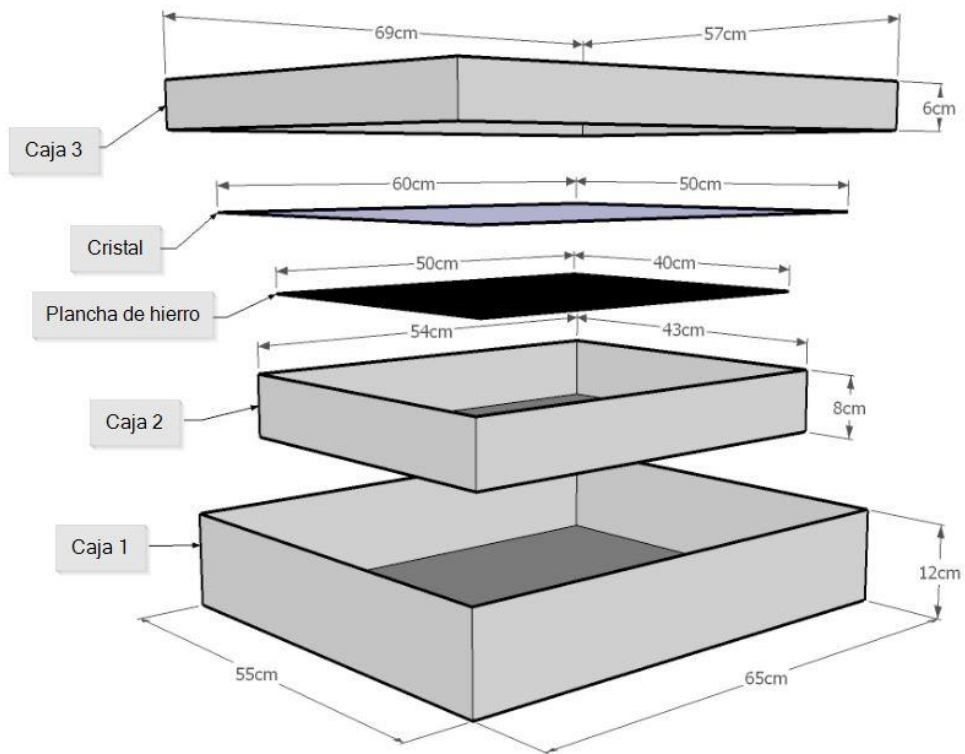 69cm
57cm
6cm
Caja 3
60cm
50cm
Cristal
50cm
40cm
Plancha de hierro
54cm
43cm
8cm
Caja 2
Caja 1
12cm
55cm
65cm